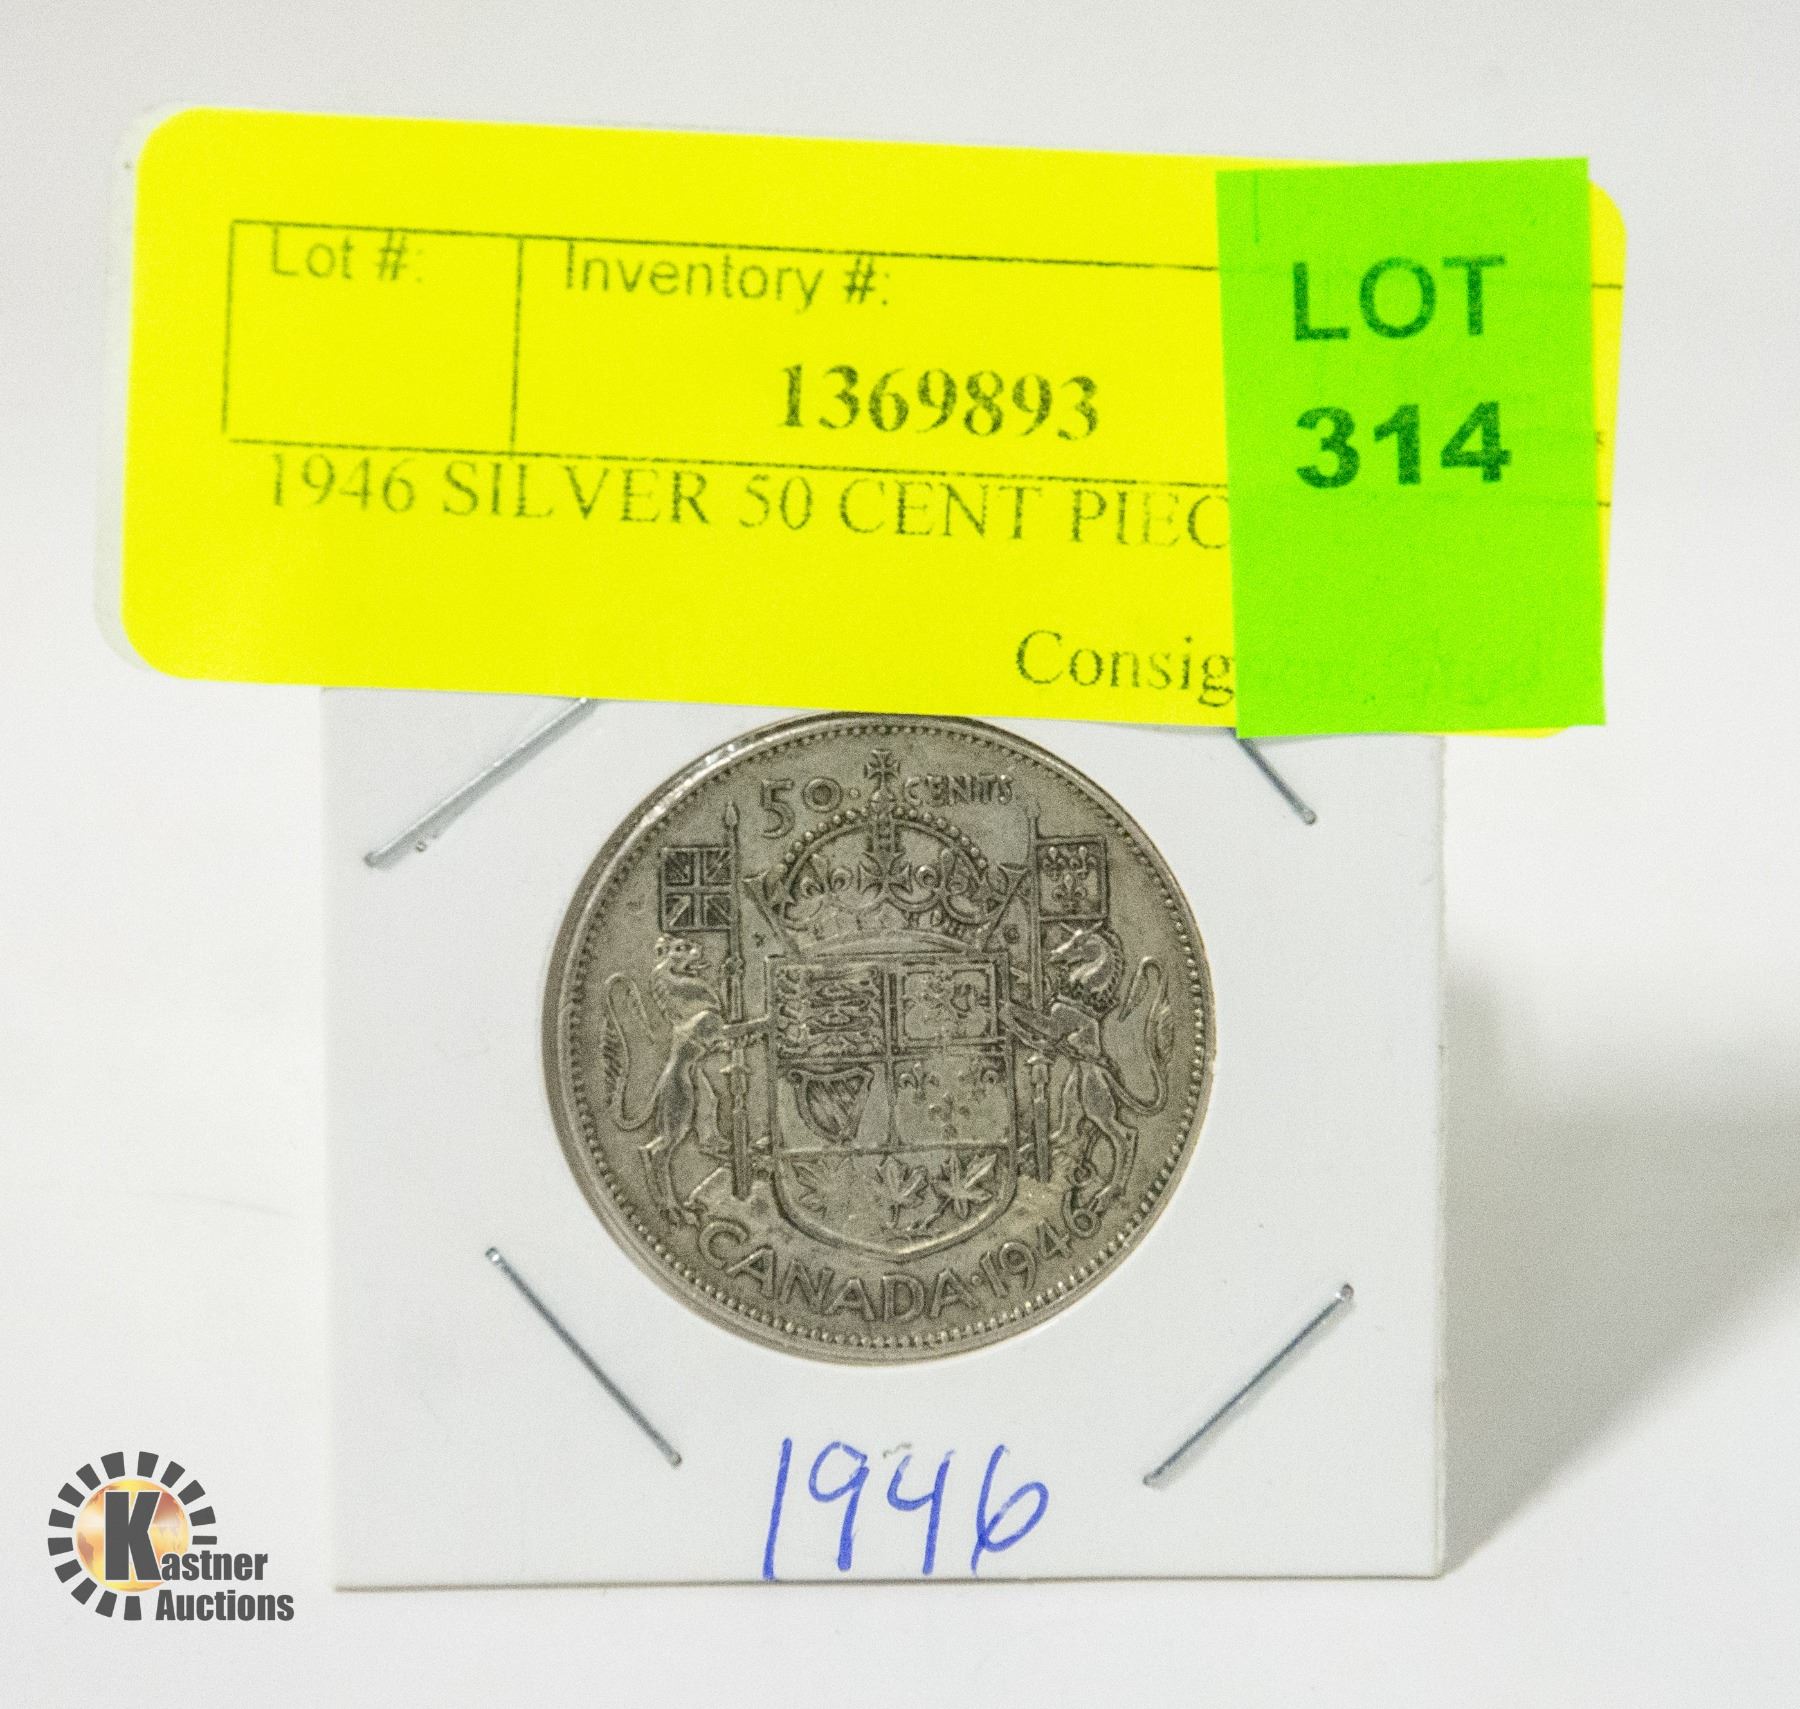 Lot #:
Inventory #:
1369893
LOT
314
1946 SILVER 50 CENT PIEC
Consig
50 CENTS
CANADA·1946
1946
Kastner
Auctions